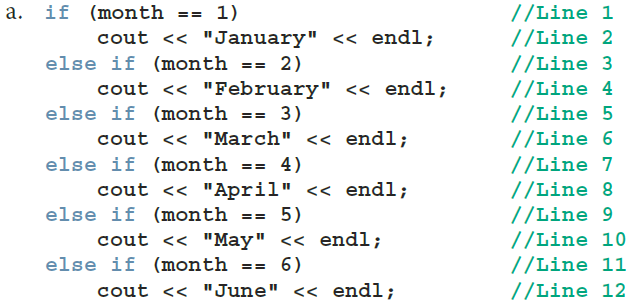 a. if (month == 1) //Line 1
cout << "January" << endl; //Line 2
else if (month == 2) //Line 3
cout << "February" << endl; //Line 4
else if (month == 3) //Line 5
cout << "March" << endl; //Line 6
else if (month == 4) //Line 7
cout << "April" << endl; //Line 8
else if (month == 5) //Line 9
cout << "May" << endl; //Line 10
else if (month == 6) //Line 11
cout << "June" << endl; //Line 12